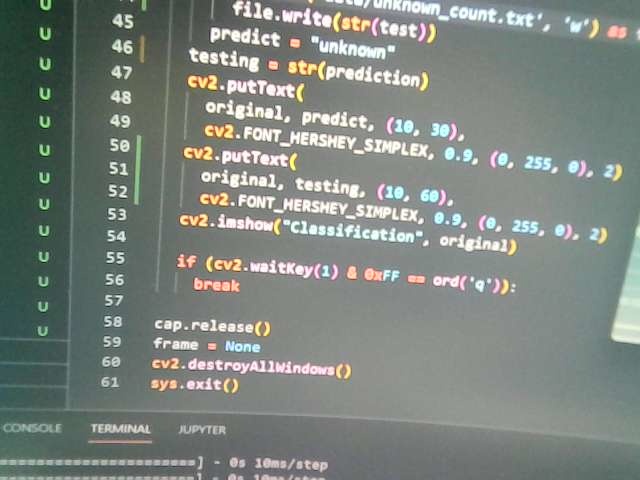 /unknown_count.txt', 'w') as
45 file.write(str(test))
46 predict = "unknown"
47 testing = str(prediction)
48 cv2.putText(
49 original, predict, (10, 30),
50 cv2.FONT_HERSHEY_SIMPLEX, 0.9, (0, 255, 0), 2)
51 cv2.putText(
52 original, testing, (10, 60),
53 cv2.FONT_HERSHEY_SIMPLEX, 0.9, (0, 255, 0), 2)
54 cv2.imshow("Classification", original)
55
56 if (cv2.waitKey(1) & 0xFF == ord('q')):
57 break
58 cap.release()
59 frame = None
60 cv2.destroyAllWindows()
61 sys.exit()
U
U
U
U
U
U
U
U
U
U
U
U
CONSOLE TERMINAL JUPYTER
] - 0s 10ms/step
] - 0s 10ms/step